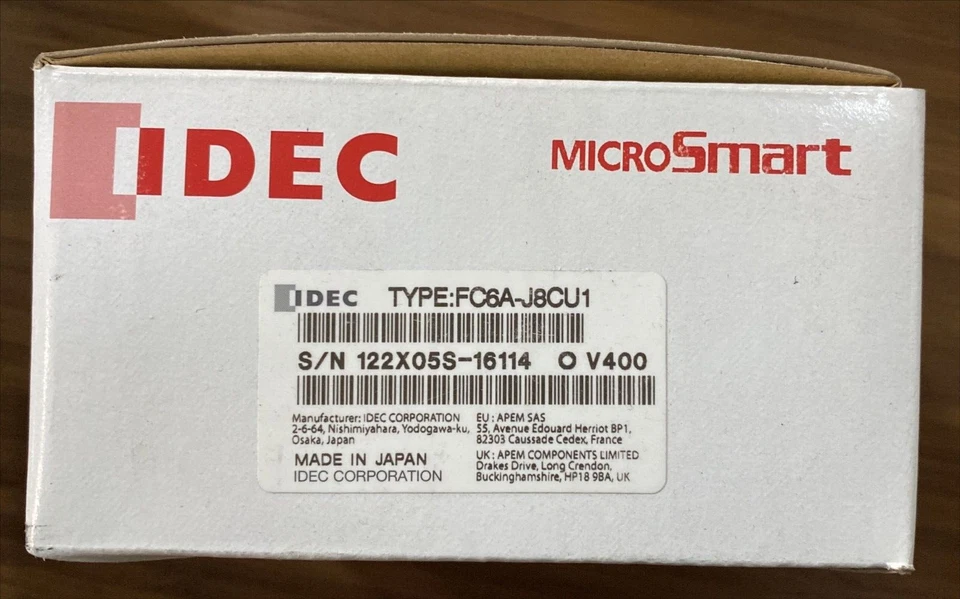 IDEC
MICROSmart
IDEC TYPE:FC6A-J8CU1
S/N 122X05S-16114 O V400
Manufacturer: IDEC CORPORATION
2-6-64, Nishimiyahara, Yodogawa-ku,
Osaka, Japan
MADE IN JAPAN
IDEC CORPORATION
EU : APEM SAS
55, Avenue Edouard Herriot BP1,
82303 Caussade Cedex, France
UK : APEM COMPONENTS LIMITED
Drakes Drive, Long Crendon,
Buckinghamshire, HP18 9BA, UK